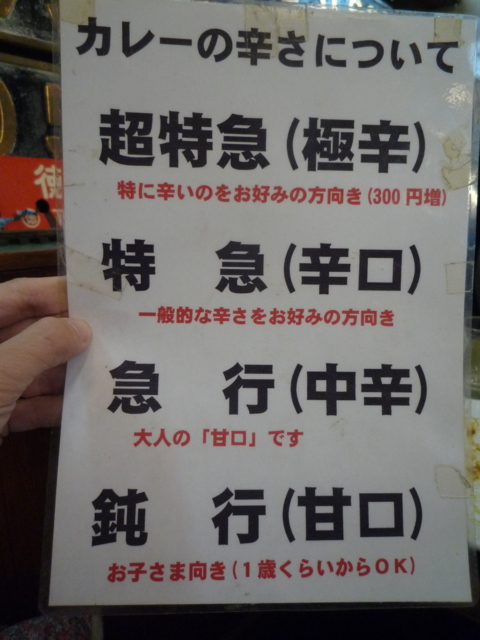 カレーの辛さについて
超特急(極辛)
特に辛いのをお好みの方向き(300円増)
特 急(辛口)
一般的な辛さをお好みの方向き
急 行(中辛)
大人の「甘口」です
鈍 行(甘口)
お子さま向き(1歳くらいからOK)